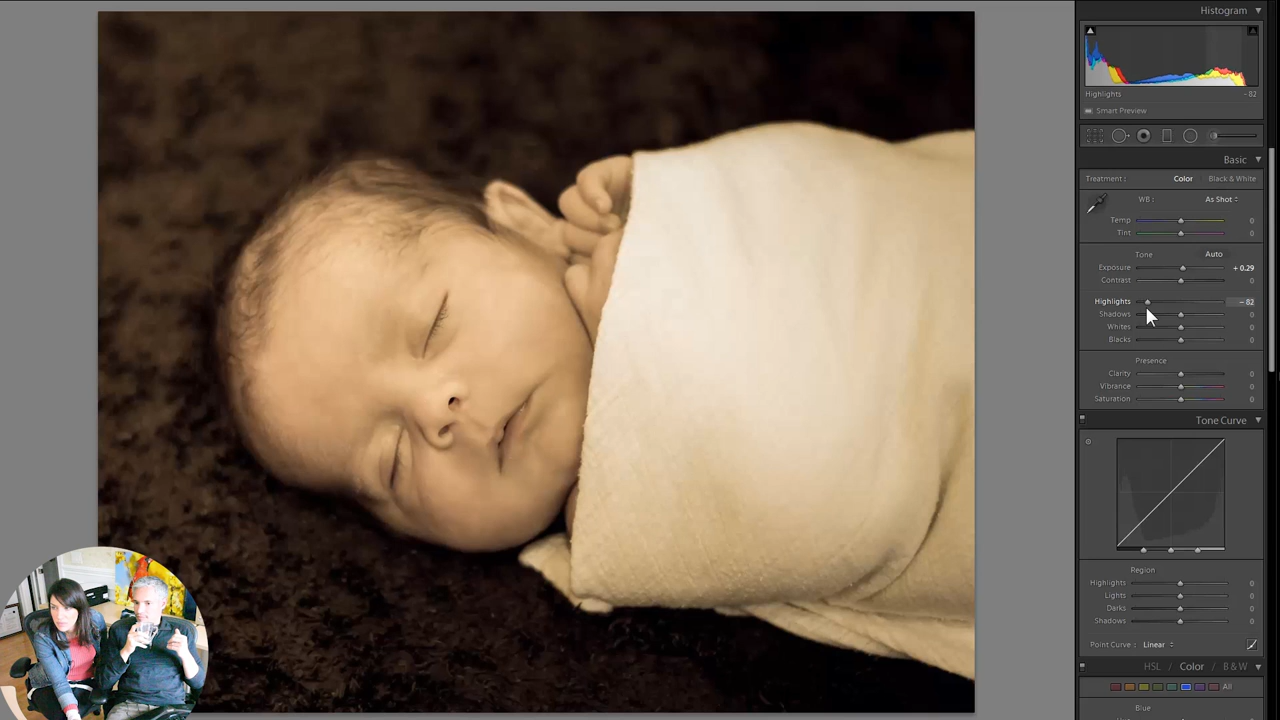 Histogram
Highlights - 82
Smart Preview
Basic
Treatment : Color Black & White
WB : As Shot
Temp 0
Tint 0
Tone Auto
Exposure + 0.29
Contrast 0
Highlights - 82
Shadows 0
Whites 0
Blacks 0
Presence
Clarity 0
Vibrance 0
Saturation 0
Tone Curve
Region
Highlights 0
Lights 0
Darks 0
Shadows 0
Point Curve : Linear
HSL / Color / B & W
All
Blue